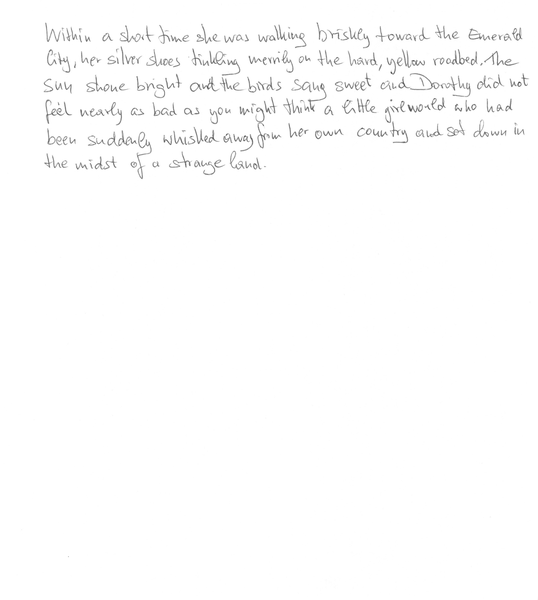 Within a short time she was walking briskly toward the Emerald
City, her silver shoes tinkling merrily on the hard, yellow roadbed. The
sun shone bright and the birds sang sweet and Dorothy did not
feel nearly as bad as you might think a little girl world who had
been suddenly whisked away from her own country and set down in
the midst of a strange land.